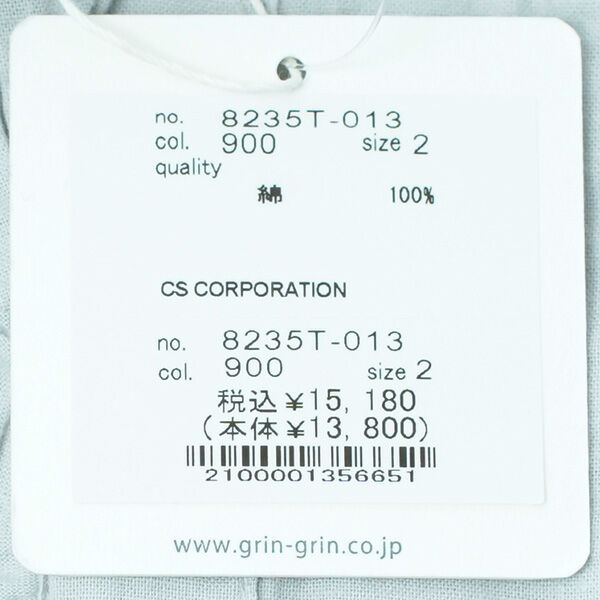 no. 8235T-013
col. 900 size 2
quality
綿 100%
CS CORPORATION
no. 8235T-013
col. 900 size 2
税込¥15, 180
(本体¥13, 800)
2100001356651
www.grin-grin.co.jp